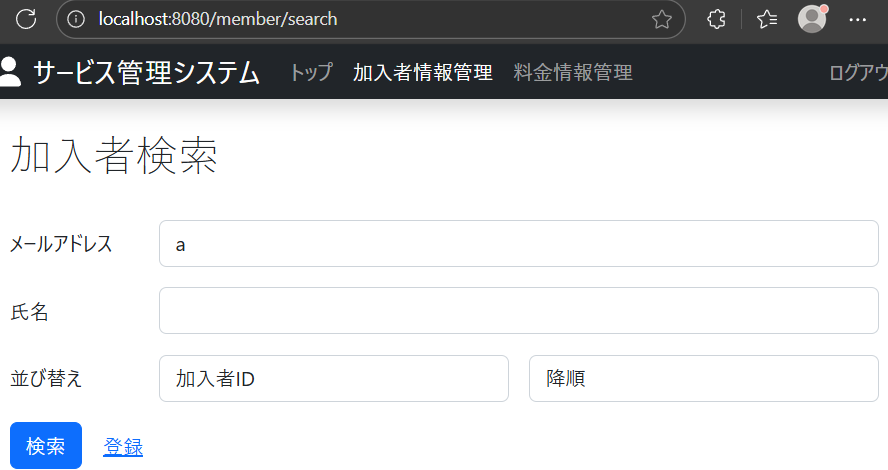 localhost:8080/member/search
サービス管理システム トップ 加入者情報管理 料金情報管理 ログアウ
加入者検索
メールアドレス a
氏名
並び替え 加入者ID 降順
検索 登録